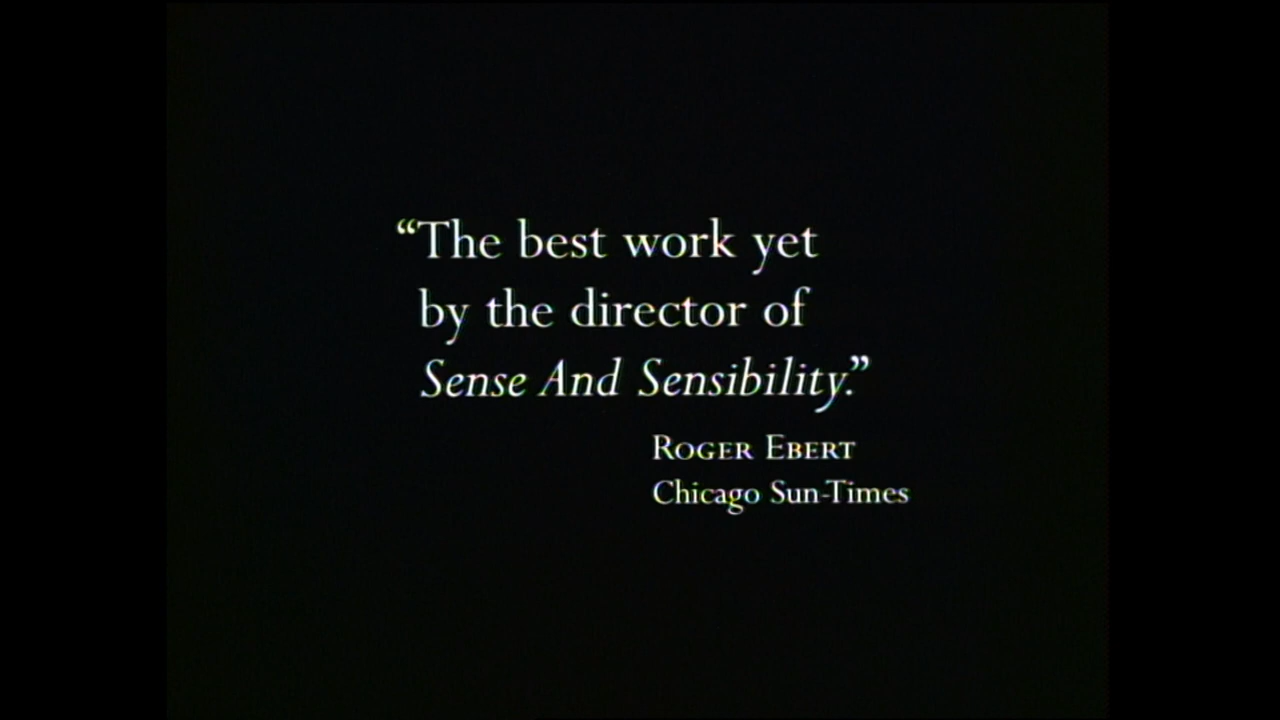 “The best work yet
by the director of
Sense And Sensibility.”
ROGER EBERT
Chicago Sun-Times